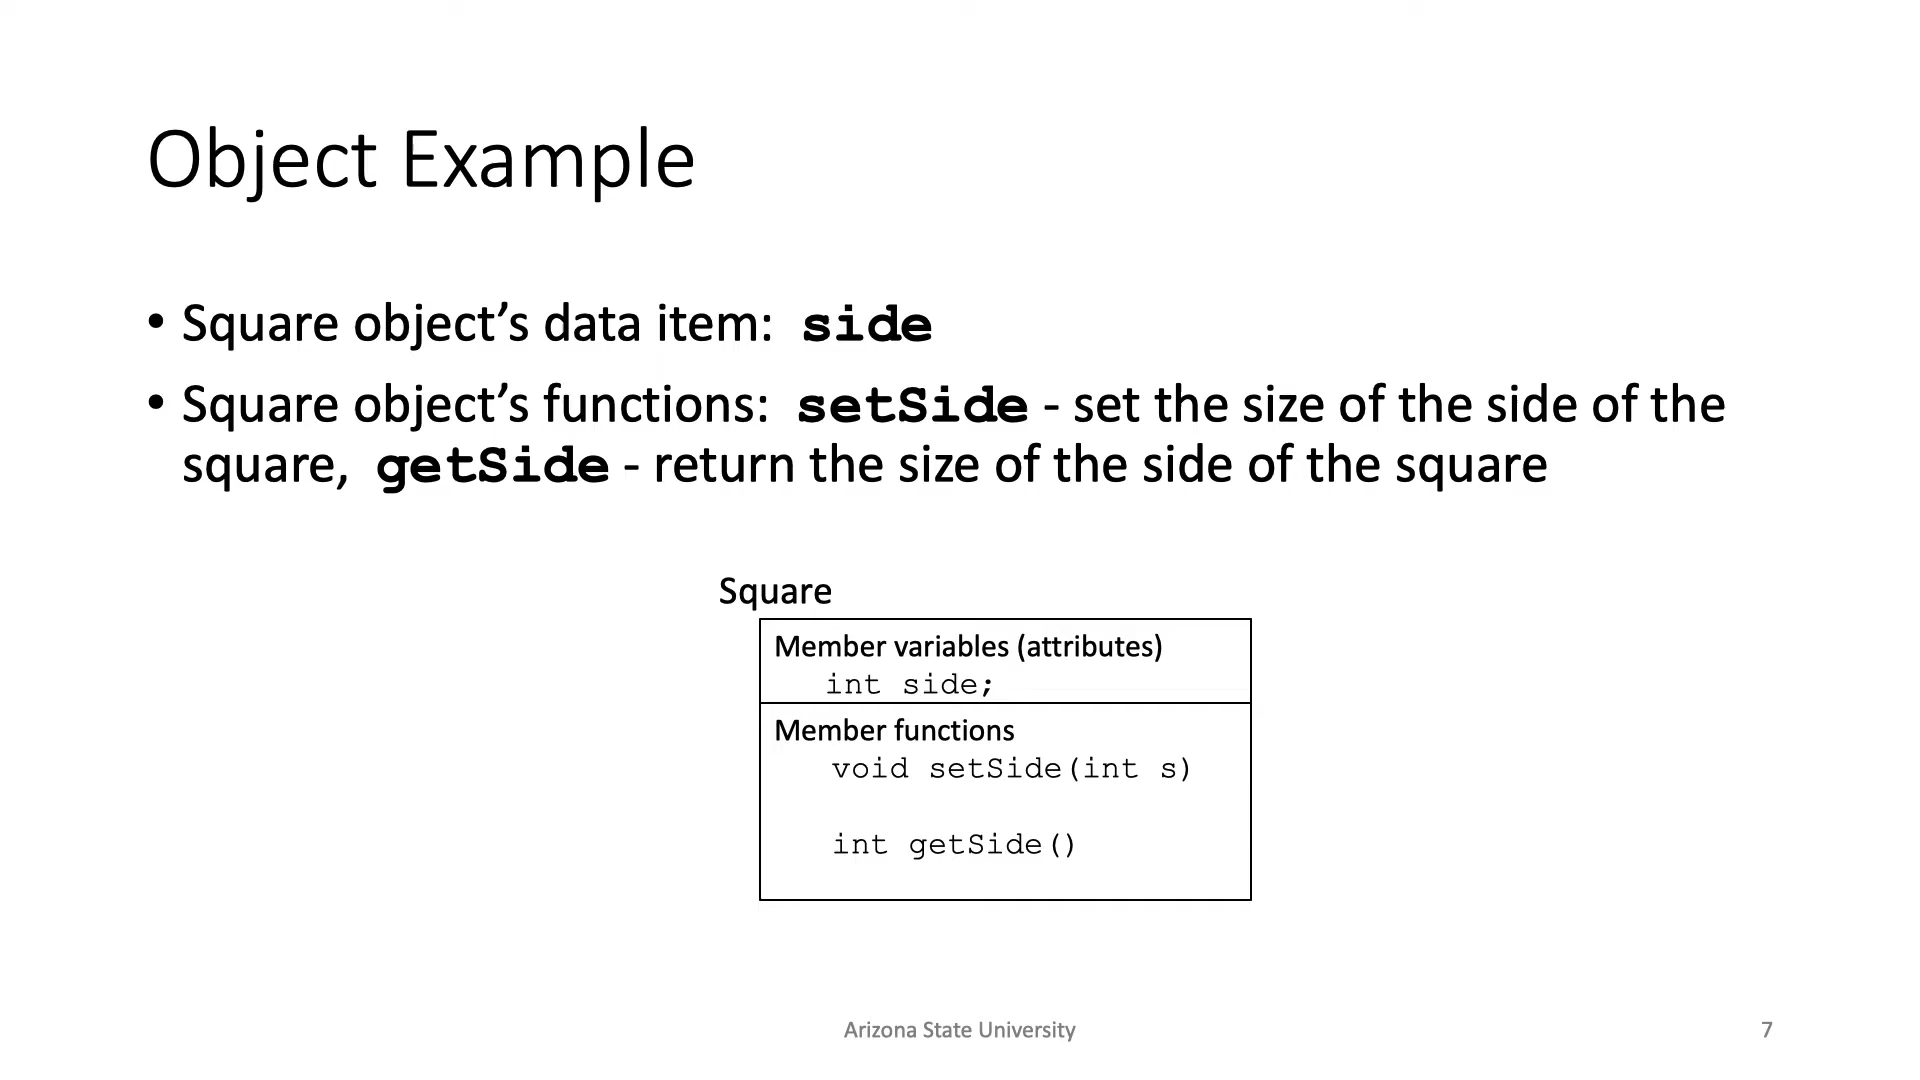 Object Example
• Square object’s data item: side
• Square object’s functions: setSide - set the size of the side of the
square, getSide - return the size of the side of the square
Square
Member variables (attributes)
int side;
Member functions
void setSide(int s)
int getSide()
Arizona State University
7